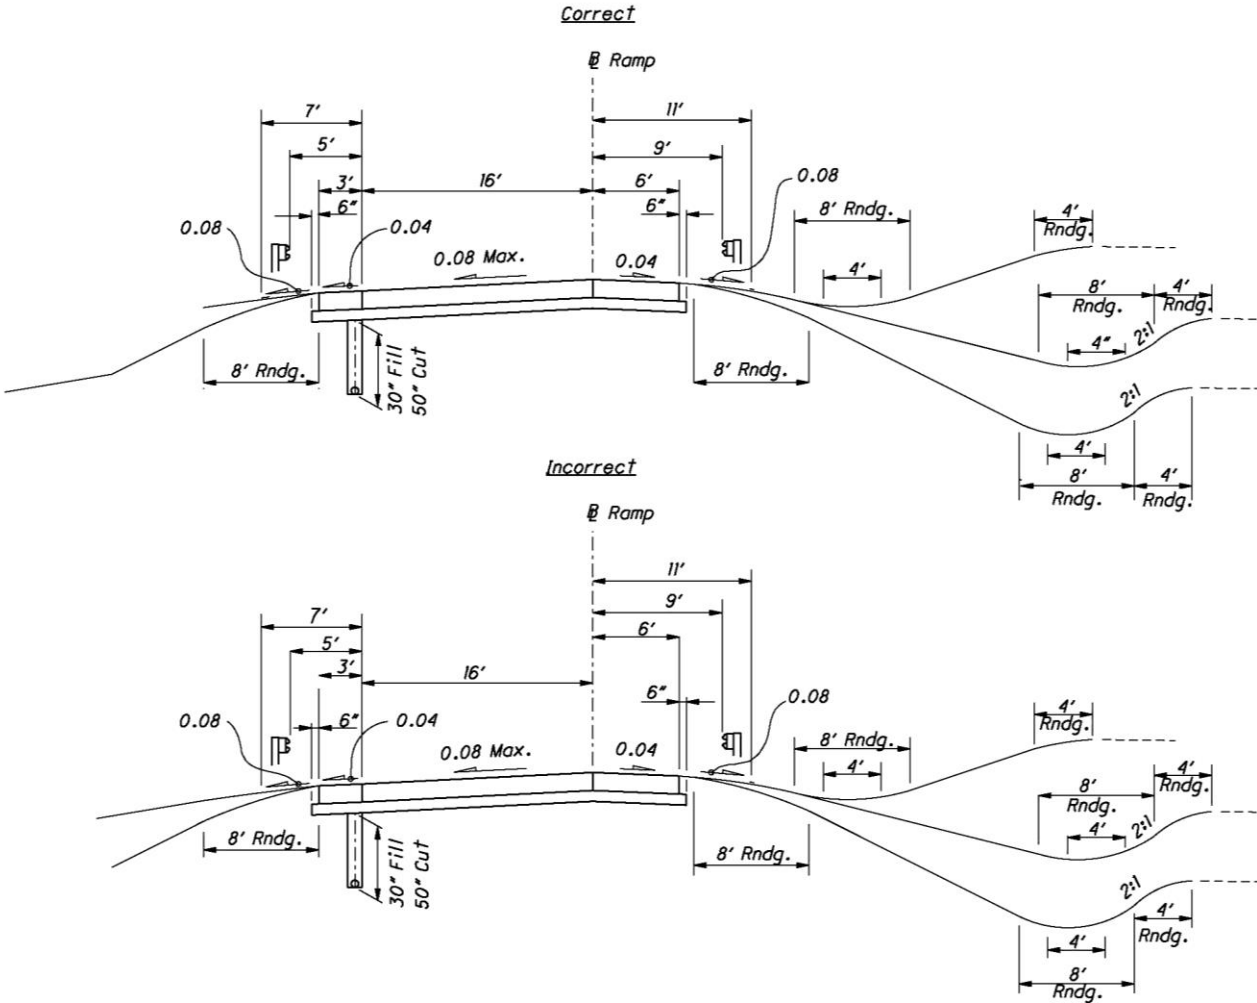 Correct
℄ Ramp
7' 11'
5' 9'
3' 16' 6' 0.08
6" 6" 8' Rndg. 4'
Rndg.
0.08 0.04
0.08 Max. 0.04 4' 8'
Rndg. 4'
Rndg.
4" 2:1
8' Rndg. 30" Fill
50" Cut 8' Rndg.
2:1
4'
8'
Rndg. 4'
Rndg.
Incorrect
℄ Ramp
11'
9'
7' 6'
5'
3' 16' 6" 0.08
0.08 6" 0.04 4'
Rndg.
0.08 Max. 0.04 8' Rndg.
4' 8'
Rndg. 4'
Rndg.
4' 2:1
8' Rndg. 30" Fill
50" Cut 8' Rndg.
2:1
4' 4'
Rndg.
8'
Rndg.